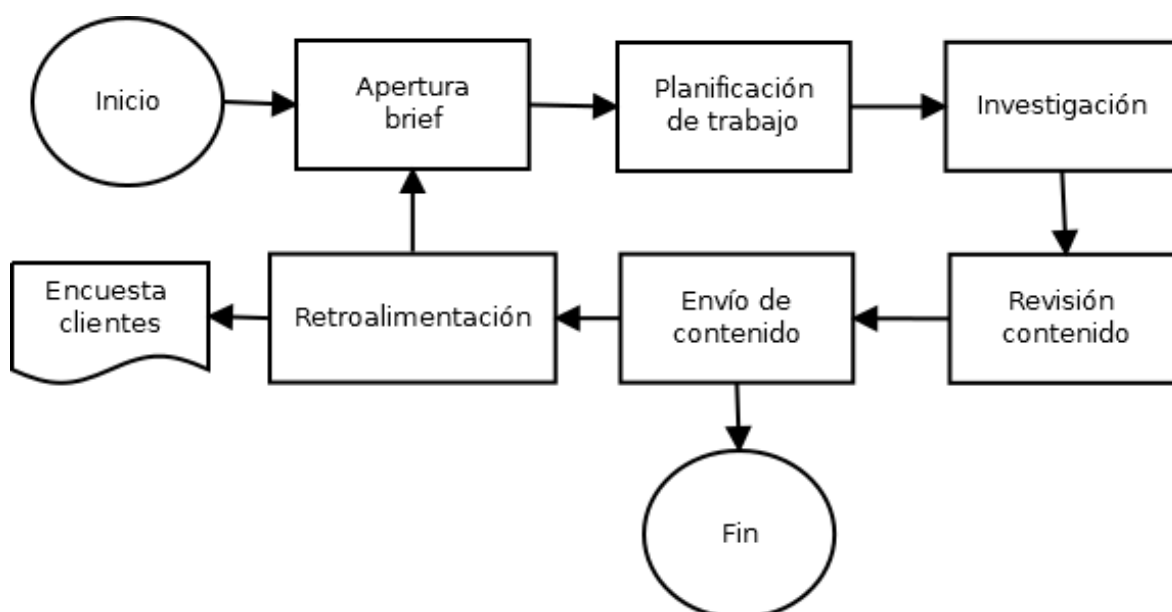 Inicio
Apertura
brief
Planificación
de trabajo
Investigación
Encuesta
clientes
Retroalimentación
Envío de
contenido
Revisión
contenido
Fin